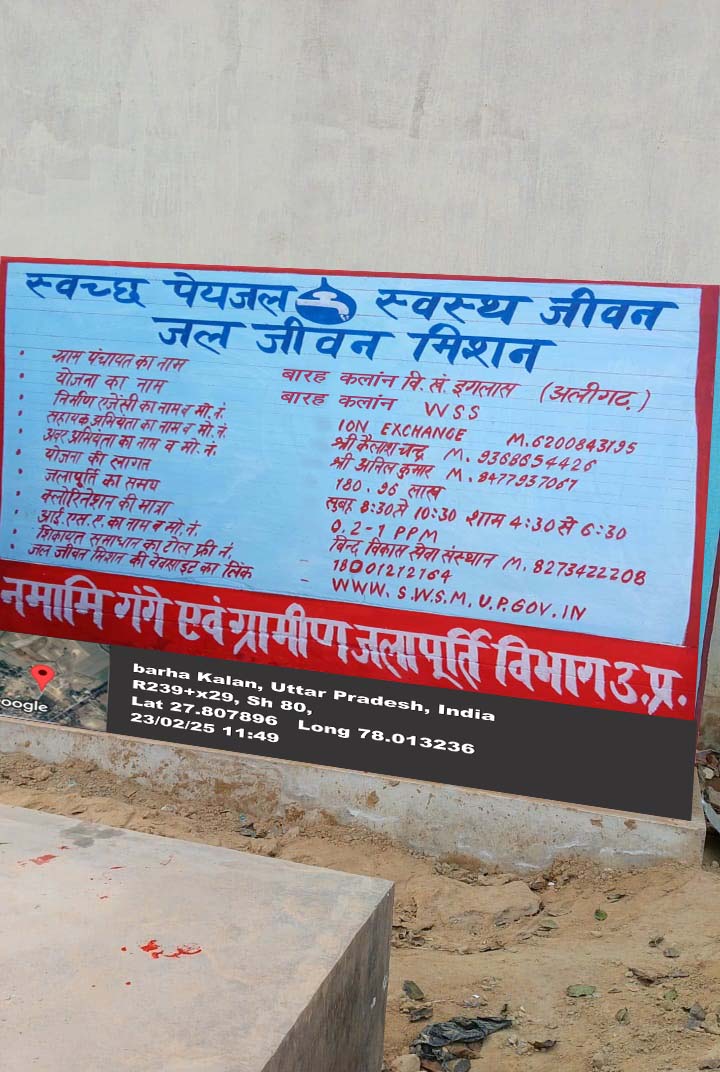 स्वच्छ पेयजल स्वस्थ जीवन
जल जीवन मिशन
• ग्राम पंचायत का नाम बारह कलांन वि.सं. इगलास (अलीगढ़)
• योजना का नाम बारह कलांन WSS
• निर्माण एजेंसी का नाम व मो.नं. ION EXCHANGE M.6200843195
• सहायक अभियंता का नाम व मो.नं. श्री कैलाश चन्द्र M.9368654426
• अवर अभियंता का नाम व मो.नं. श्री अनिल कुमार M.8477937067
• योजना की लागत 180.96 लाख
• जलापूर्ति का समय सुबह 8:30 से 10:30 शाम 4:30 से 6:30
• क्लोरिनेशन की मात्रा 0.2-1 PPM
• आई.एस.ए. का नाम व मो.नं. विन्द्र विकास सेवा संस्थान M.8273422208
• शिकायत समाधान का टोल फ्री नं. - 18001212164
• जल जीवन मिशन की वेबसाइट का लिंक - WWW.S.W.S.M.U.P.GOV.IN
नमामि गंगे एवं ग्रामीण जलापूर्ति विभाग उ.प्र.
oogle
barha Kalan, Uttar Pradesh, India
R239+x29, Sh 80,
Lat 27.807896 Long 78.013236
23/02/25 11:49